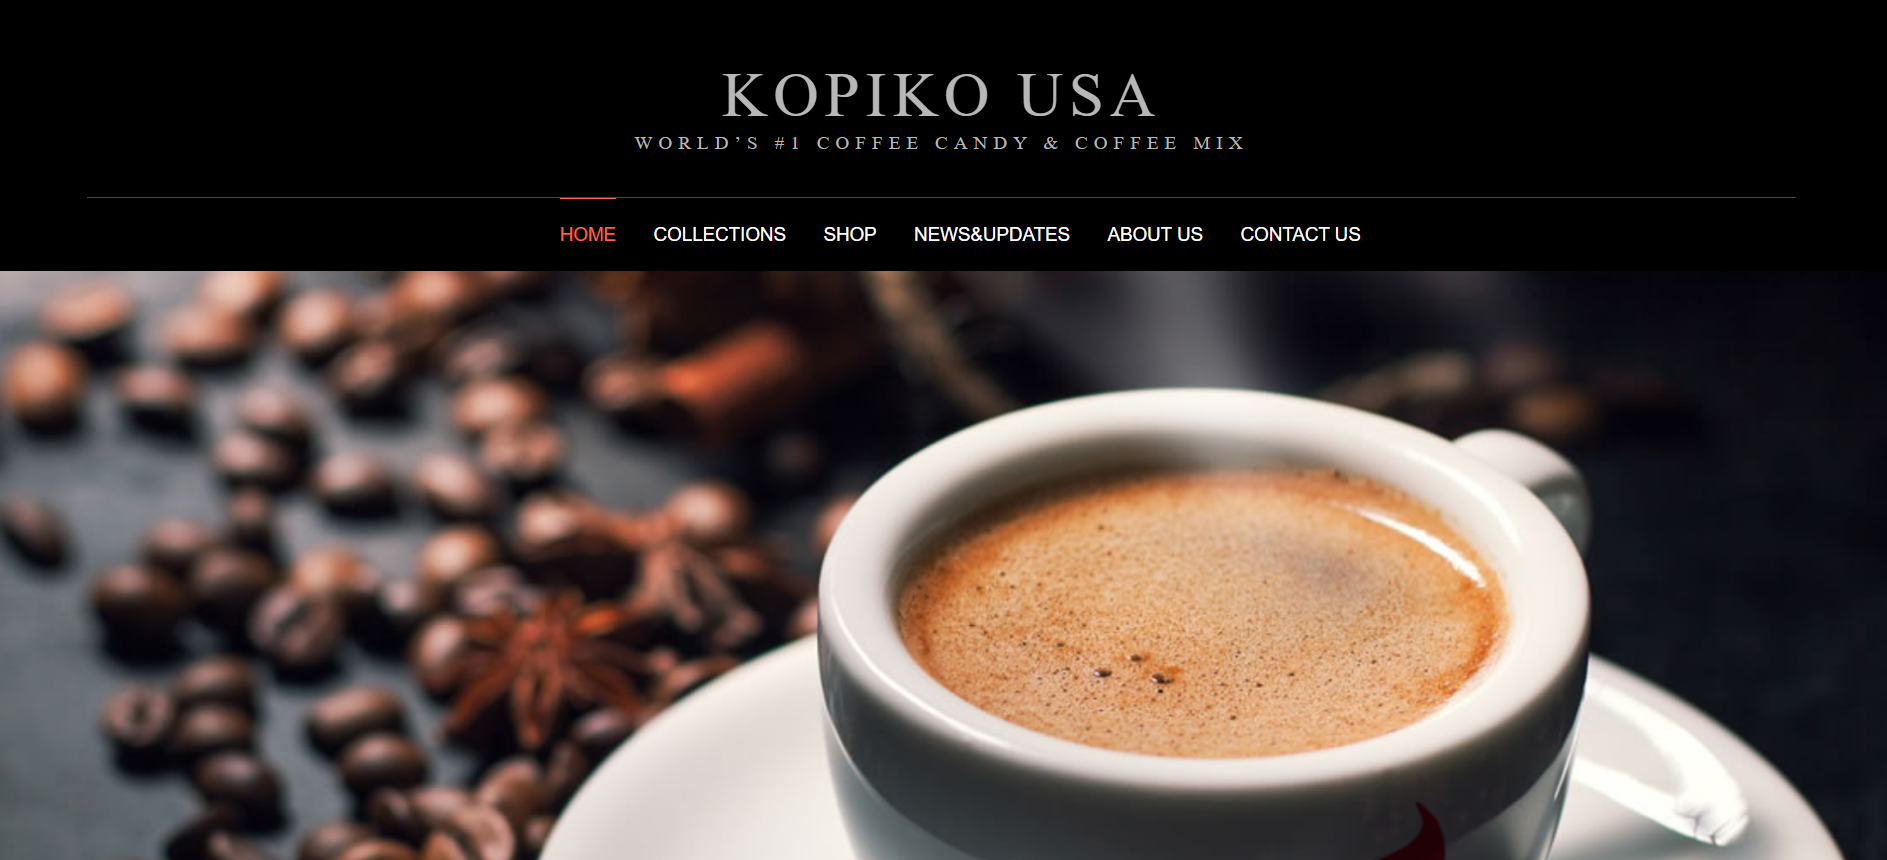 KOPIKO USA
WORLD’S #1 COFFEE CANDY & COFFEE MIX
HOME COLLECTIONS SHOP NEWS&UPDATES ABOUT US CONTACT US